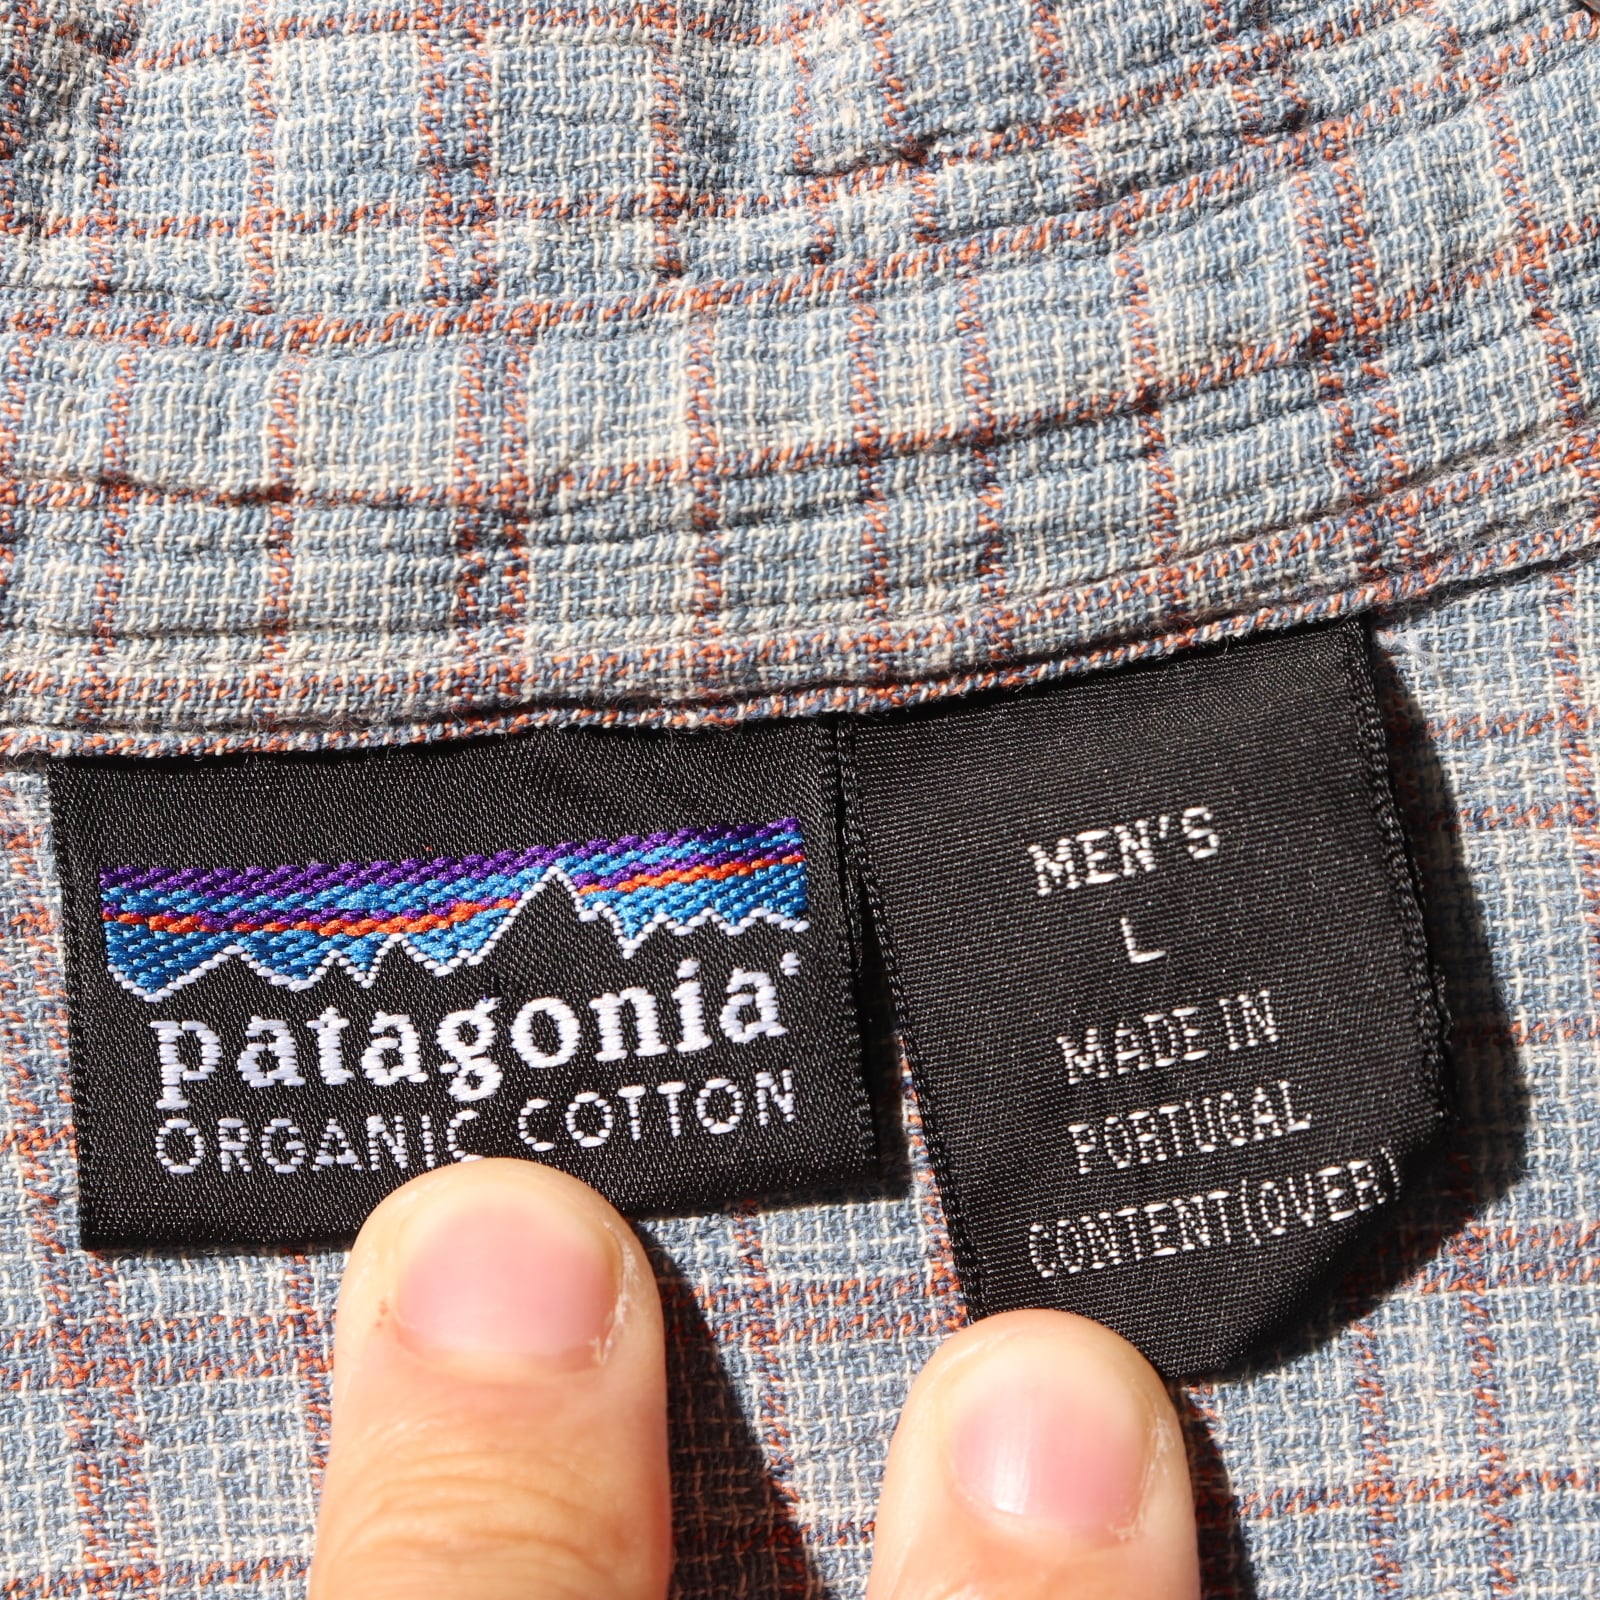 patagonia
ORGANIC COTTON
MEN'S
L
MADE IN
PORTUGAL
CONTENT(OVER)